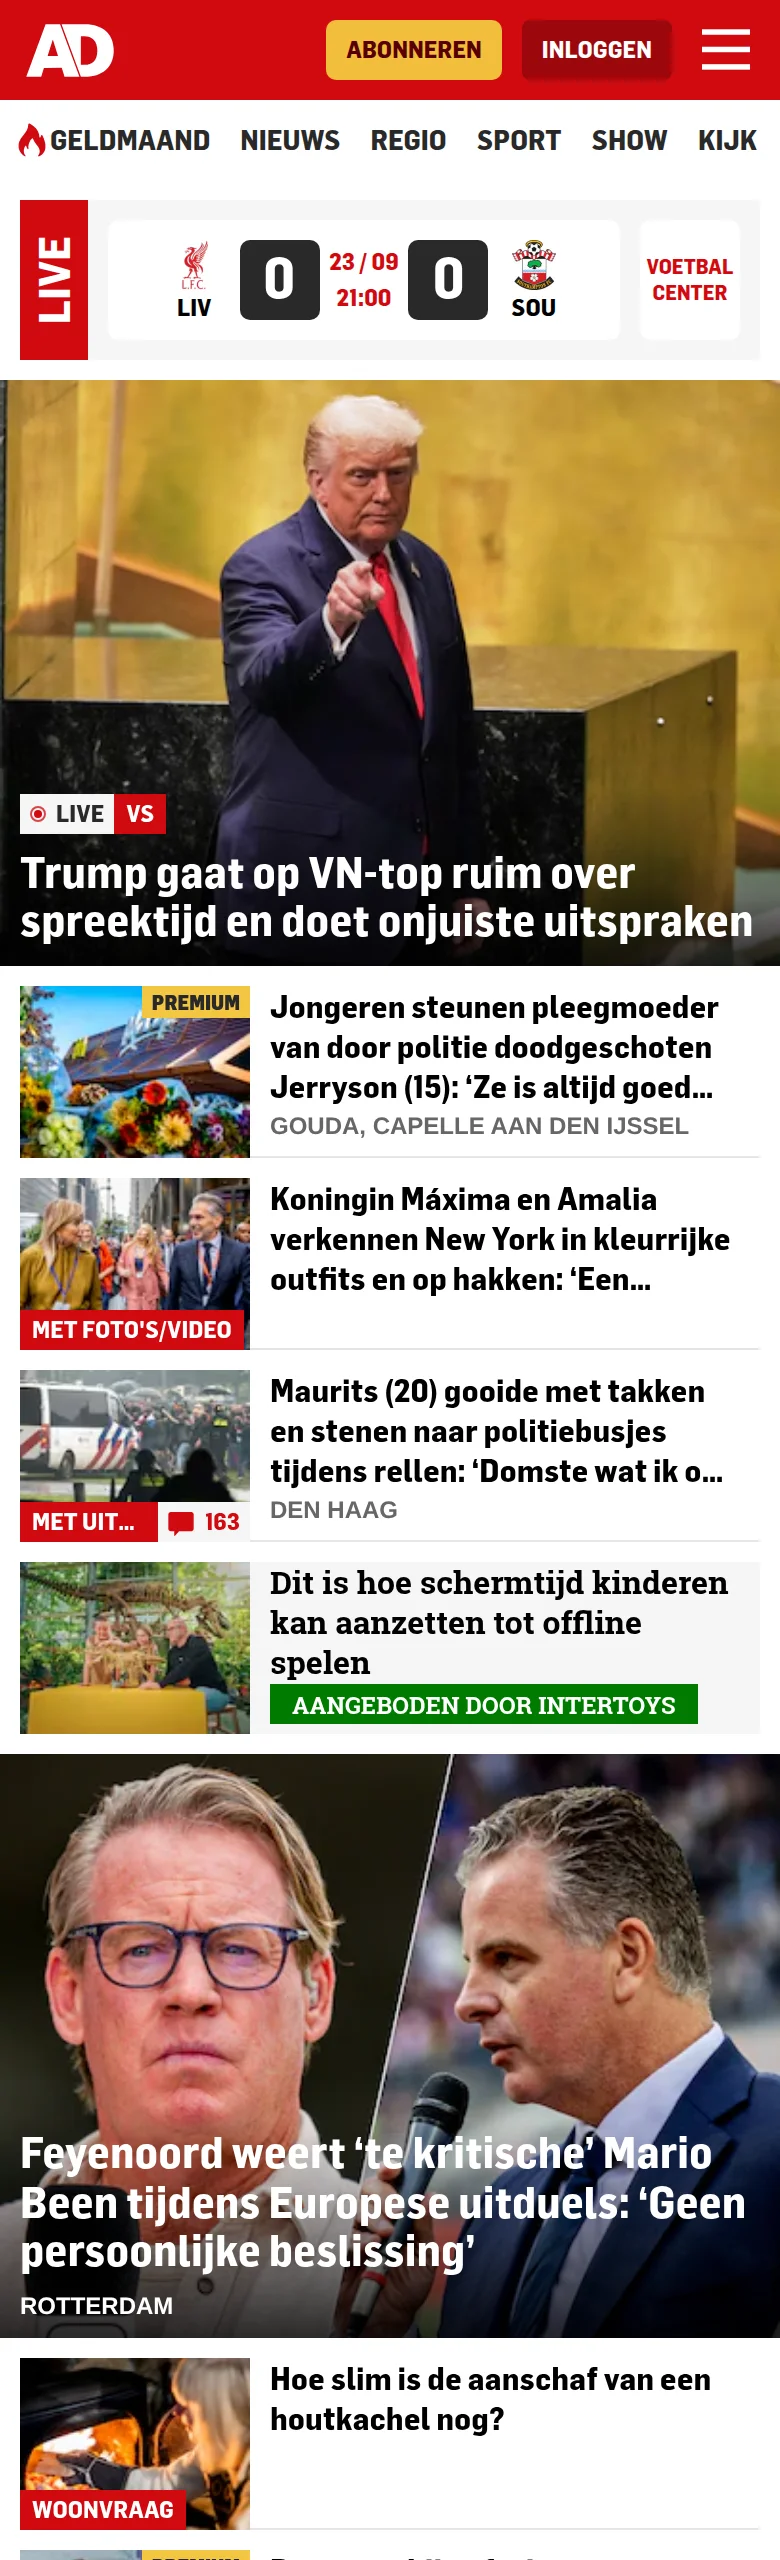 AD
ABONNEREN
INLOGGEN
GELDMAAND NIEUWS REGIO SPORT SHOW KIJK
LIVE
L.F.C.
LIV
0
23 / 09
21:00
0
SOU
VOETBAL
CENTER
LIVE VS
Trump gaat op VN-top ruim over
spreektijd en doet onjuiste uitspraken
PREMIUM
Jongeren steunen pleegmoeder
van door politie doodgeschoten
Jerryson (15): ‘Ze is altijd goed...
GOUDA, CAPELLE AAN DEN IJSSEL
Koningin Máxima en Amalia
verkennen New York in kleurrijke
outfits en op hakken: ‘Een...
MET FOTO'S/VIDEO
Maurits (20) gooide met takken
en stenen naar politiebusjes
tijdens rellen: ‘Domste wat ik o...
DEN HAAG
MET UIT... 163
Dit is hoe schermtijd kinderen
kan aanzetten tot offline
spelen
AANGEBODEN DOOR INTERTOYS
Feyenoord weert ‘te kritische’ Mario
Been tijdens Europese uitduels: ‘Geen
persoonlijke beslissing’
ROTTERDAM
Hoe slim is de aanschaf van een
houtkachel nog?
WOONVRAAG